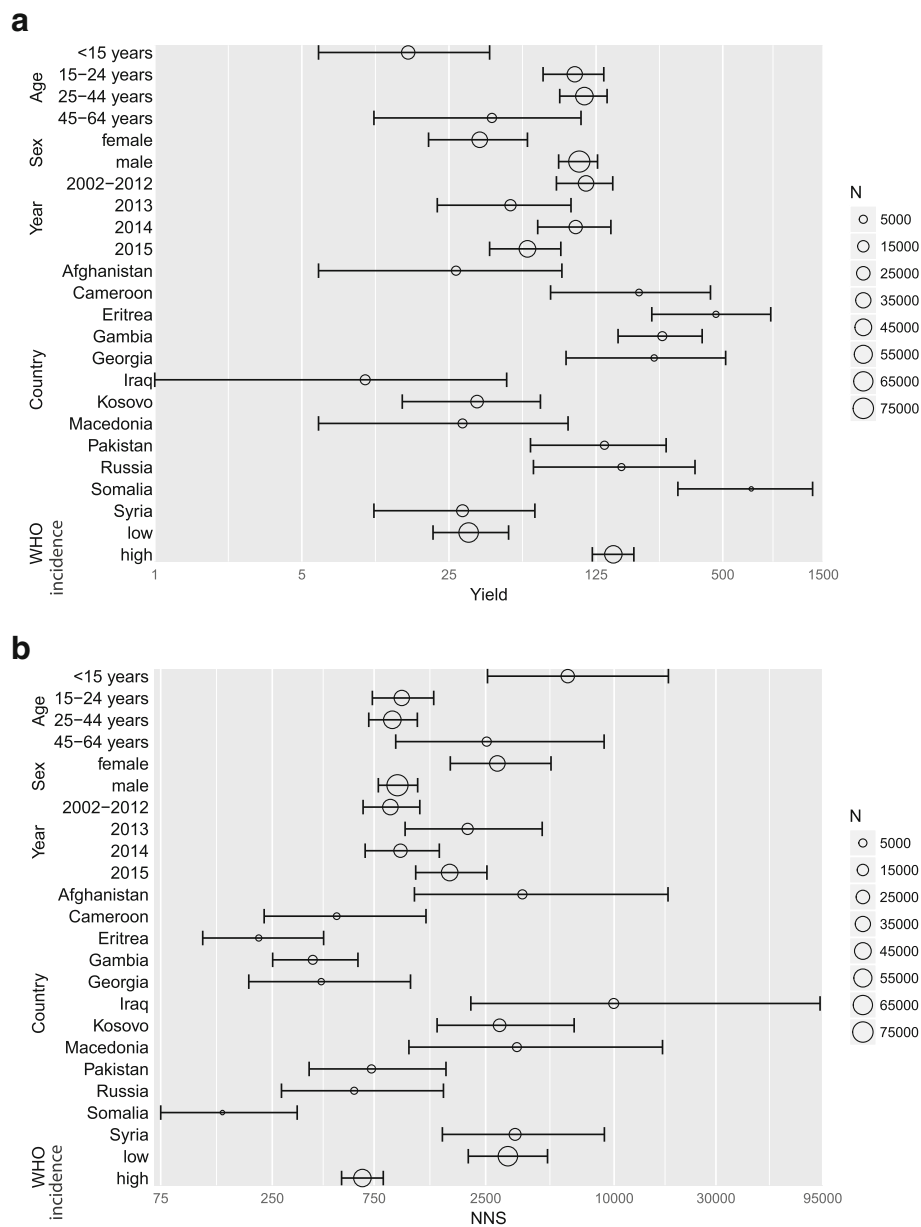 a
Age
Sex
Year
Country
WHO
incidence
<15 years
15−24 years
25−44 years
45−64 years
female
male
2002−2012
2013
2014
2015
Afghanistan
Cameroon
Eritrea
Gambia
Georgia
Iraq
Kosovo
Macedonia
Pakistan
Russia
Somalia
Syria
low
high
1 5 25 125 500 1500
Yield
N
5000
15000
25000
35000
45000
55000
65000
75000
b
Age
Sex
Year
Country
WHO
incidence
<15 years
15−24 years
25−44 years
45−64 years
female
male
2002−2012
2013
2014
2015
Afghanistan
Cameroon
Eritrea
Gambia
Georgia
Iraq
Kosovo
Macedonia
Pakistan
Russia
Somalia
Syria
low
high
75 250 750 2500 10000 30000 95000
NNS
N
5000
15000
25000
35000
45000
55000
65000
75000